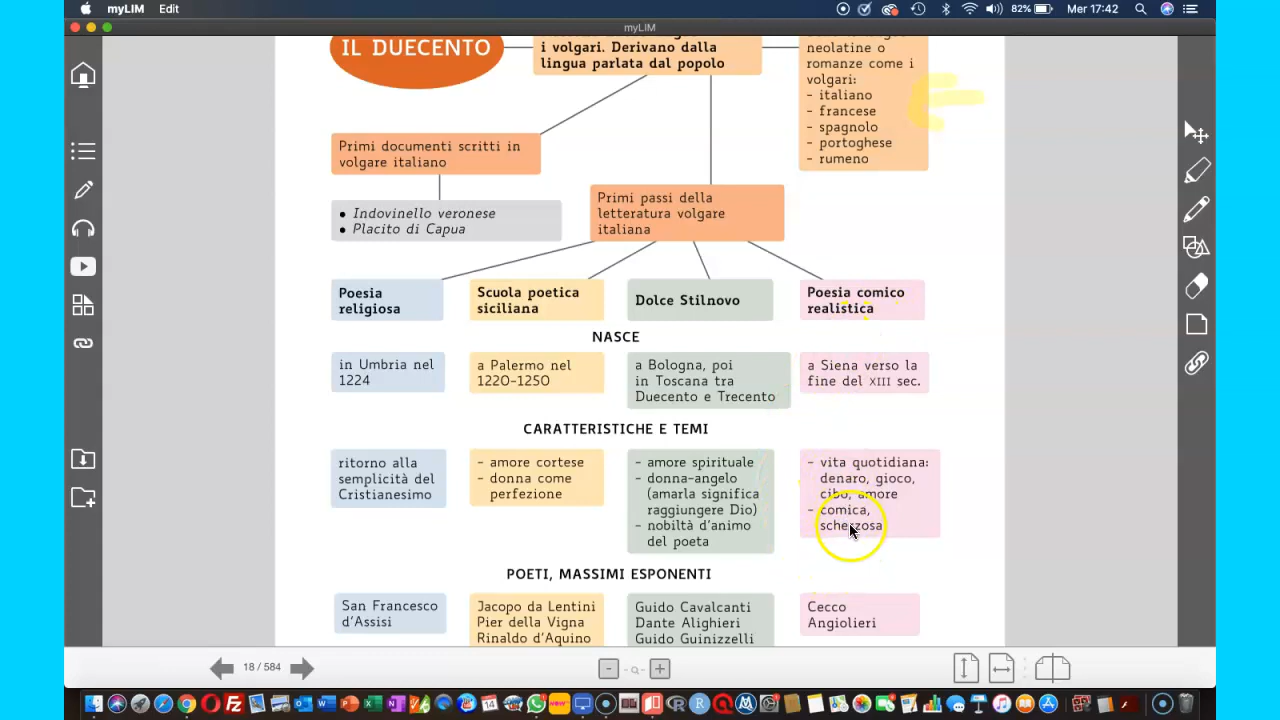 myLIM Edit
82% Mer 17:42
myLIM
IL DUECENTO
i volgari. Derivano dalla
lingua parlata dal popolo
neolatine o
romanze come i
volgari:
- italiano
- francese
- spagnolo
- portoghese
- rumeno
Primi documenti scritti in
volgare italiano
• Indovinello veronese
• Placito di Capua
Primi passi della
letteratura volgare
italiana
Poesia
religiosa
Scuola poetica
siciliana
Dolce Stilnovo
Poesia comico
realistica
NASCE
in Umbria nel
1224
a Palermo nel
1220-1250
a Bologna, poi
in Toscana tra
Duecento e Trecento
a Siena verso la
fine del XIII sec.
CARATTERISTICHE E TEMI
ritorno alla
semplicità del
Cristianesimo
- amore cortese
- donna come
perfezione
- amore spirituale
- donna-angelo
(amarla significa
raggiungere Dio)
- nobiltà d'animo
del poeta
- vita quotidiana:
denaro, gioco,
cibo, amore
- comica,
scherzosa
POETI, MASSIMI ESPONENTI
San Francesco
d'Assisi
Jacopo da Lentini
Pier della Vigna
Rinaldo d'Aquino
Guido Cavalcanti
Dante Alighieri
Guido Guinizzelli
Cecco
Angiolieri
18 / 584